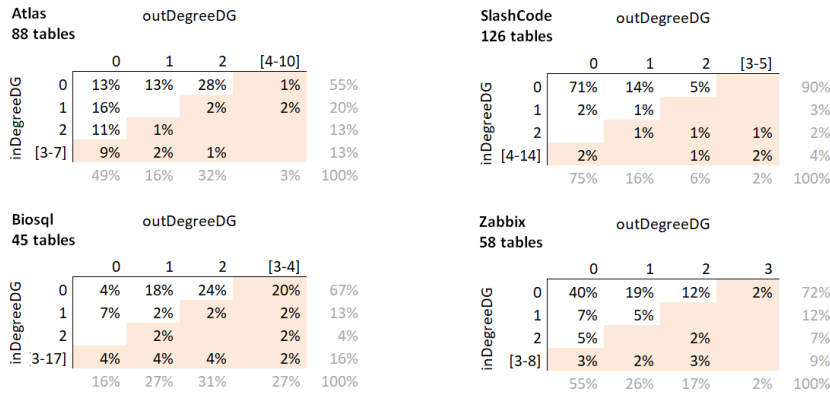 Atlas
88 tables
outDegreeDG
0 1 2 [4-10]
inDegreeDG
0 13% 13% 28% 1% 55%
1 16% 2% 2% 20%
2 11% 1% 13%
[3-7] 9% 2% 1% 13%
49% 16% 32% 3% 100%
SlashCode
126 tables
outDegreeDG
0 1 2 [3-5]
inDegreeDG
0 71% 14% 5% 90%
1 2% 1% 3%
2 1% 1% 1% 2%
[4-14] 2% 1% 2% 4%
75% 16% 6% 2% 100%
Biosql
45 tables
outDegreeDG
0 1 2 [3-4]
inDegreeDG
0 4% 18% 24% 20% 67%
1 7% 2% 2% 2% 13%
2 2% 2% 4%
[3-17] 4% 4% 4% 2% 16%
16% 27% 31% 27% 100%
Zabbix
58 tables
outDegreeDG
0 1 2 3
inDegreeDG
0 40% 19% 12% 2% 72%
1 7% 5% 12%
2 5% 2% 7%
[3-8] 3% 2% 3% 9%
55% 26% 17% 2% 100%